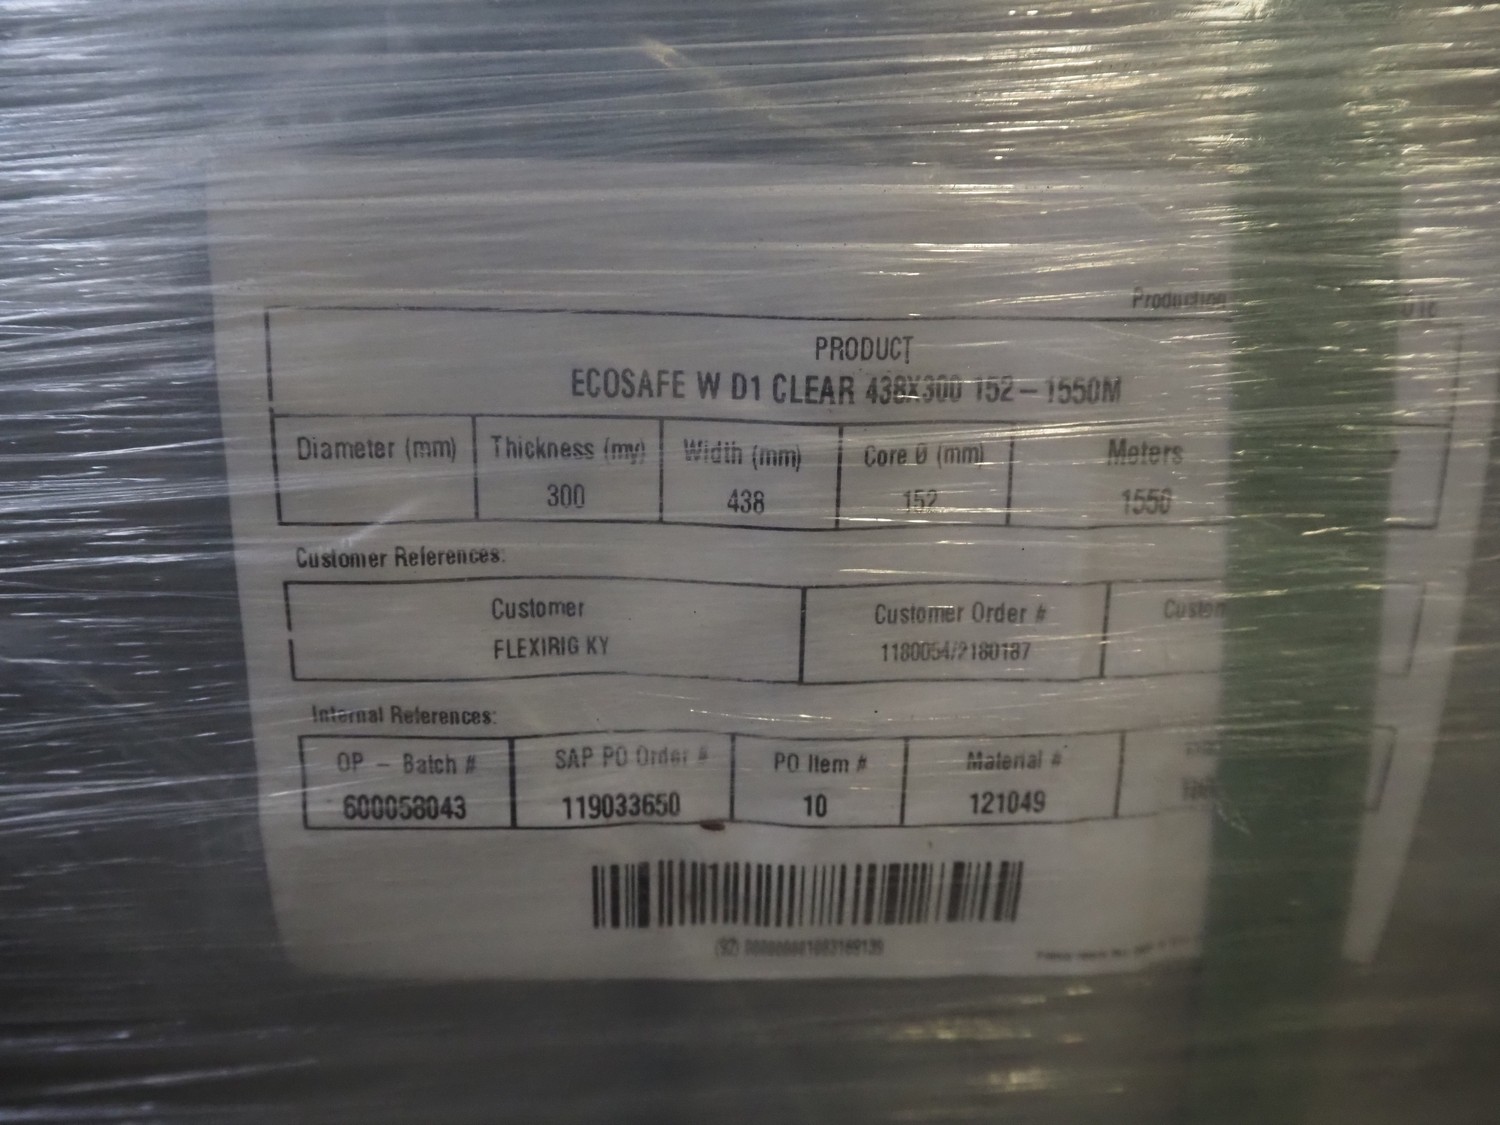 Production
PRODUCT
ECOSAFE W D1 CLEAR 438X300 152 – 1550M
Diameter (mm) Thickness (my) Width (mm) Core Ø (mm) Meters
300 438 152 1550
Customer References:
Customer Customer Order #
FLEXIRIG KY 1180054/2180187
Internal References:
OP – Batch # SAP PO Order # PO Item # Material #
600058043 119033650 10 121049